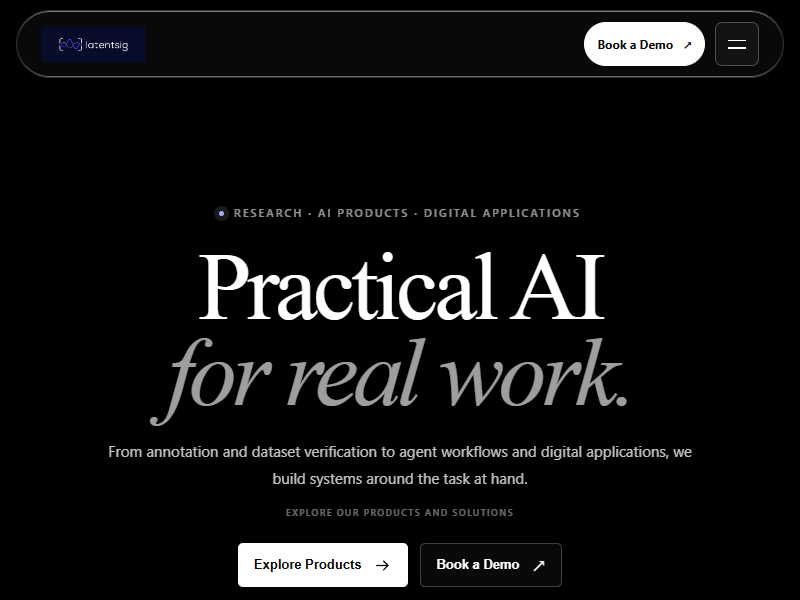 latentsig
Book a Demo ↗
RESEARCH · AI PRODUCTS · DIGITAL APPLICATIONS
Practical AI
for real work.
From annotation and dataset verification to agent workflows and digital applications, we
build systems around the task at hand.
EXPLORE OUR PRODUCTS AND SOLUTIONS
Explore Products →
Book a Demo ↗